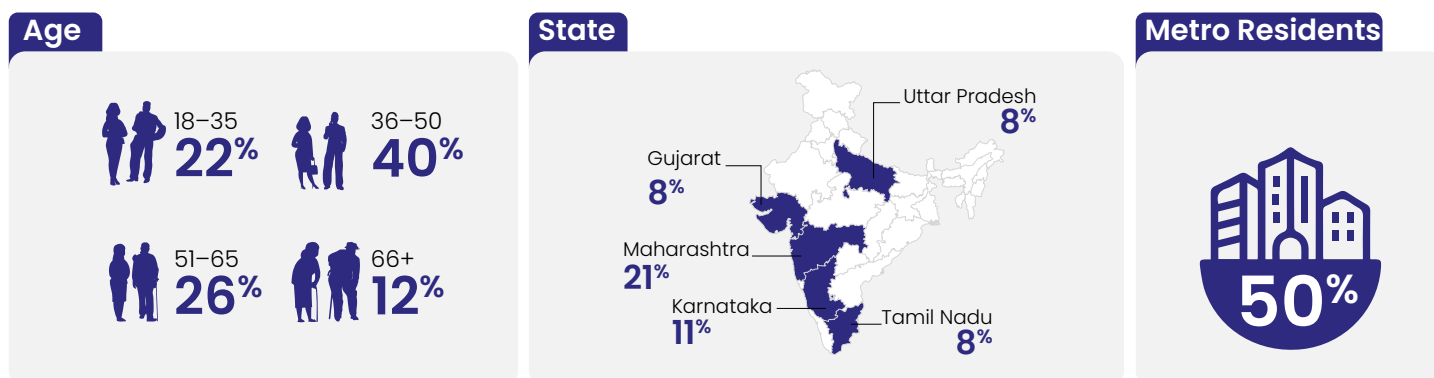 Age
18–35
22%
36–50
40%
51–65
26%
66+
12%
State
Uttar Pradesh
8%
Gujarat
8%
Maharashtra
21%
Karnataka
11%
Tamil Nadu
8%
Metro Residents
50%